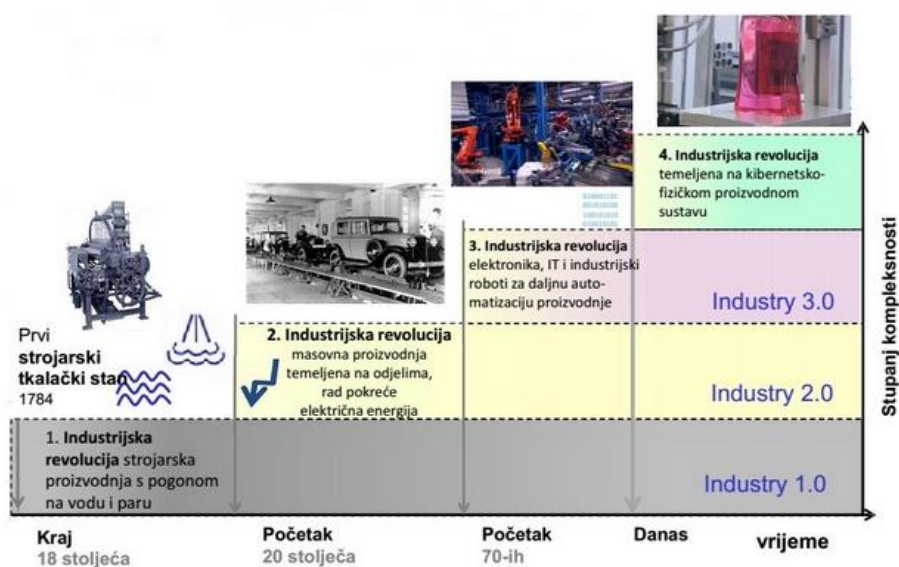 4. Industrijska revolucija
temeljena na kibernetsko-
fizičkom proizvodnom
sustavu
3. Industrijska revolucija
elektronika, IT i industrijski
roboti za daljnu auto-
matizaciju proizvodnje
Industry 3.0
Prvi
strojarski
tkalački stan
1784
2. Industrijska revolucija
masovna proizvodnja
temeljena na odjelima,
rad pokreće
električna energija
Industry 2.0
1. Industrijska
revolucija strojarska
proizvodnja s pogonom
na vodu i paru
Industry 1.0
Stupanj kompleksnosti
Kraj
18 stoljeća
Početak
20 stolječa
Početak
70-ih
Danas
vrijeme